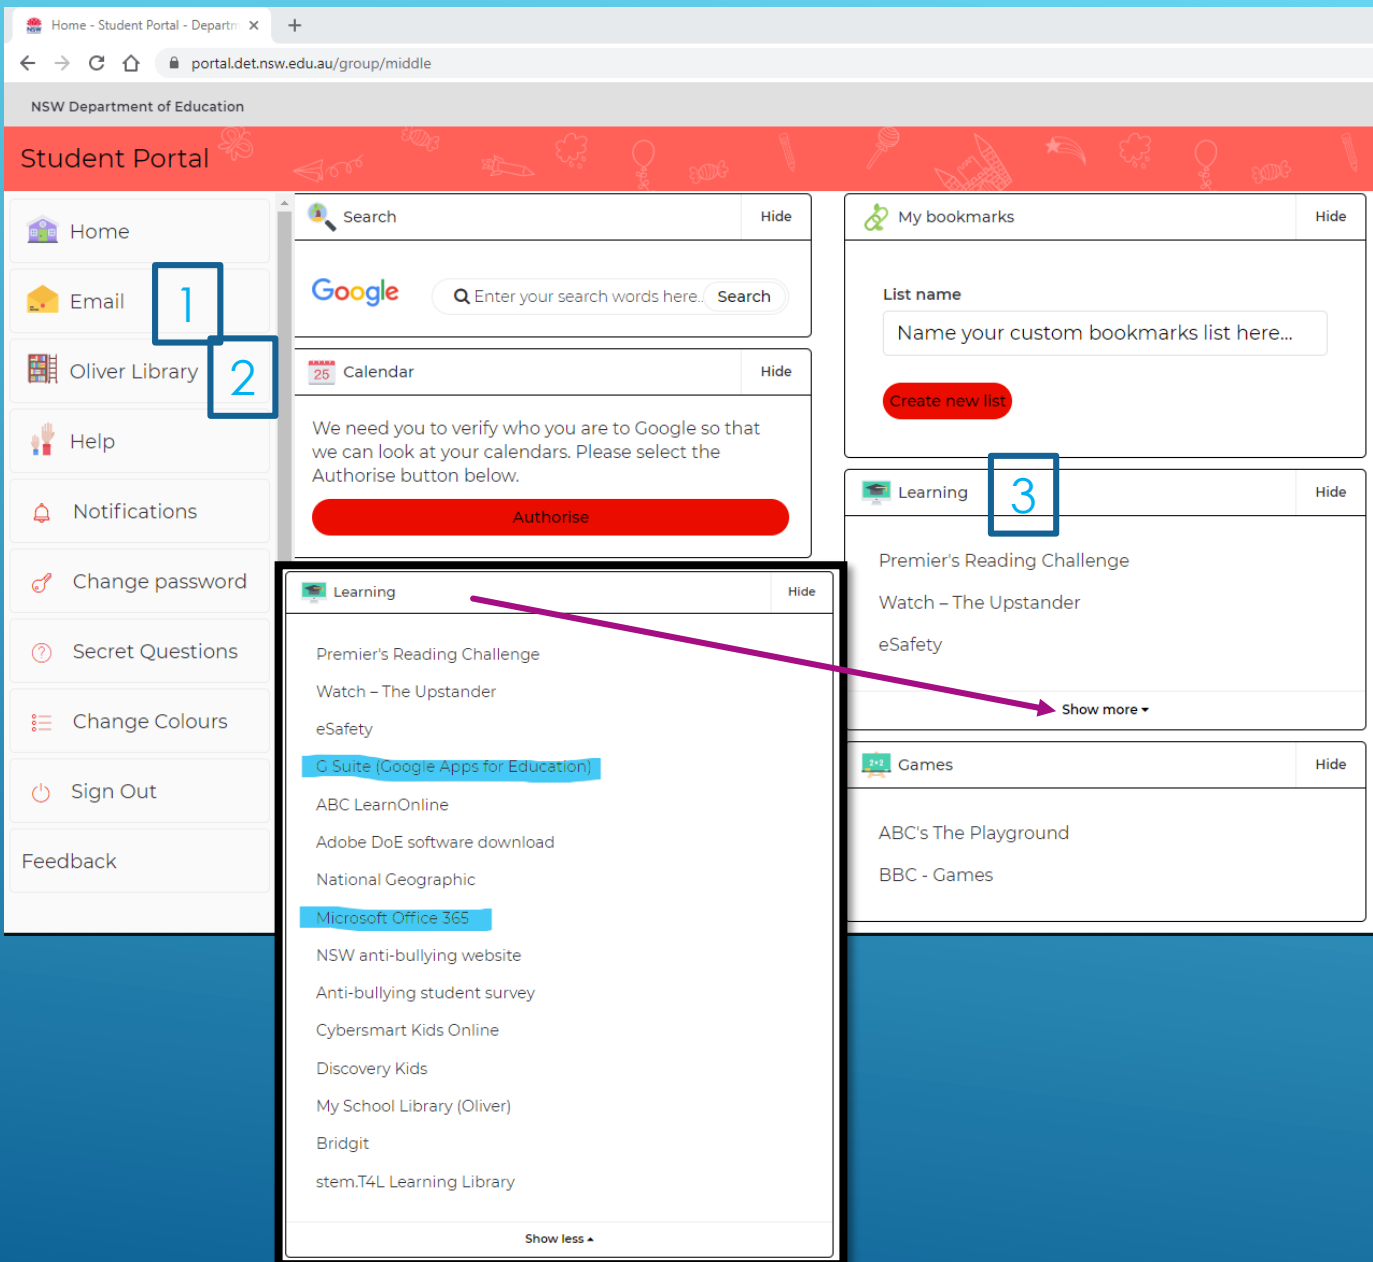 Home - Student Portal - Departm
portal.det.nsw.edu.au/group/middle
NSW Department of Education
Student Portal
Home
Email
1
Oliver Library
2
Help
Notifications
Change password
Secret Questions
Change Colours
Sign Out
Feedback
Search
Hide
Google
Enter your search words here..
Search
25
Calendar
Hide
We need you to verify who you are to Google so that
we can look at your calendars. Please select the
Authorise button below.
Authorise
My bookmarks
Hide
List name
Name your custom bookmarks list here...
Create new list
Learning
3
Hide
Premier's Reading Challenge
Watch – The Upstander
eSafety
Show more
2+2
Games
Hide
ABC's The Playground
BBC - Games
Learning
Hide
Premier's Reading Challenge
Watch – The Upstander
eSafety
G Suite (Google Apps for Education)
ABC LearnOnline
Adobe DoE software download
National Geographic
Microsoft Office 365
NSW anti-bullying website
Anti-bullying student survey
Cybersmart Kids Online
Discovery Kids
My School Library (Oliver)
Bridgit
stem.T4L Learning Library
Show less